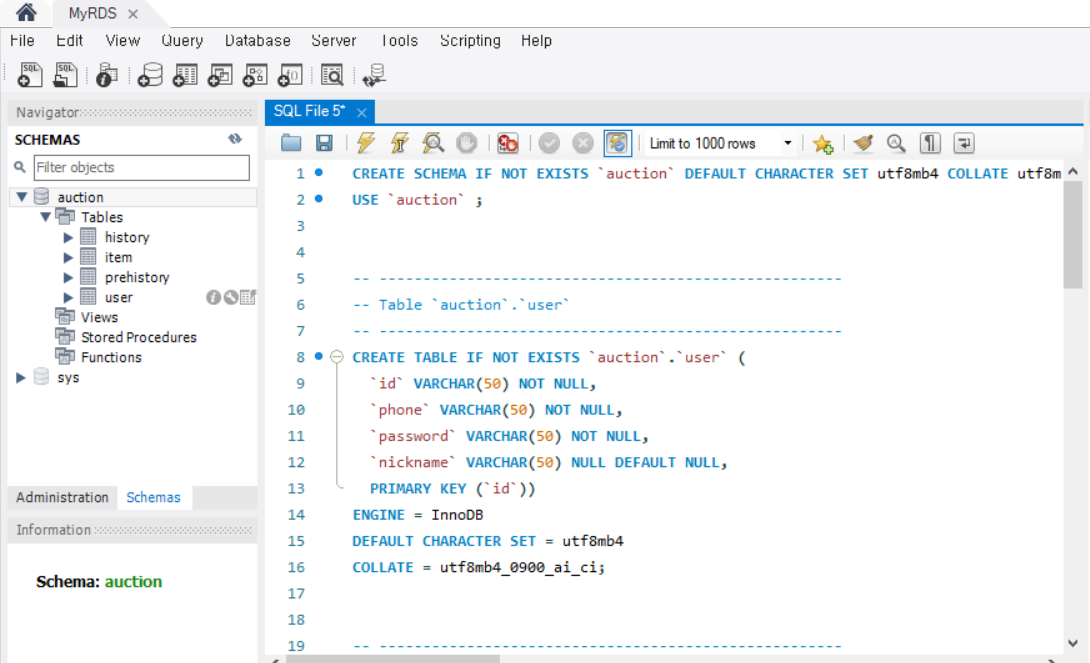 MyRDS
File Edit View Query Database Server Tools Scripting Help
Navigator
SCHEMAS
Filter objects
auction
Tables
history
item
prehistory
user
Views
Stored Procedures
Functions
sys
Administration Schemas
Information
Schema: auction
SQL File 5*
Limit to 1000 rows
1 CREATE SCHEMA IF NOT EXISTS `auction` DEFAULT CHARACTER SET utf8mb4 COLLATE utf8m
2 USE `auction` ;
3
4
5 -- -----------------------------------------------------
6 -- Table `auction`.`user`
7 -- -----------------------------------------------------
8 CREATE TABLE IF NOT EXISTS `auction`.`user` (
9 `id` VARCHAR(50) NOT NULL,
10 `phone` VARCHAR(50) NOT NULL,
11 `password` VARCHAR(50) NOT NULL,
12 `nickname` VARCHAR(50) NULL DEFAULT NULL,
13 PRIMARY KEY (`id`))
14 ENGINE = InnoDB
15 DEFAULT CHARACTER SET = utf8mb4
16 COLLATE = utf8mb4_0900_ai_ci;
17
18
19 -- -----------------------------------------------------